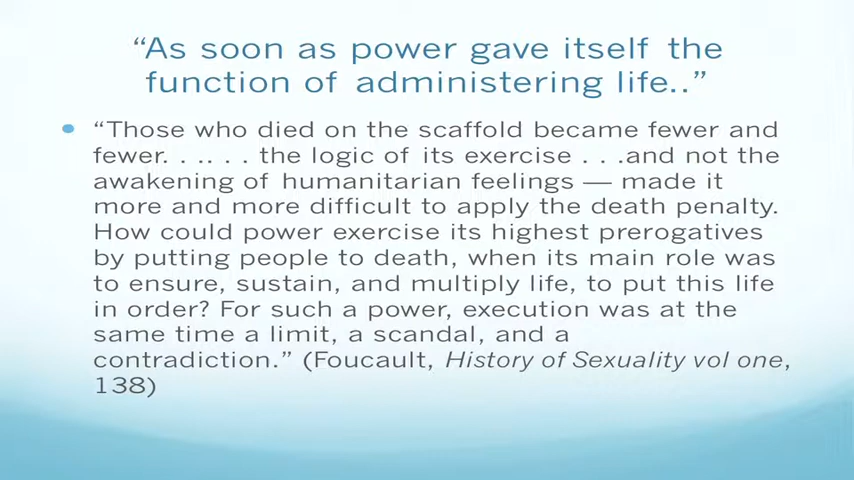 “As soon as power gave itself the
function of administering life..”
• “Those who died on the scaffold became fewer and
fewer. . .. . . the logic of its exercise . . .and not the
awakening of humanitarian feelings — made it
more and more difficult to apply the death penalty.
How could power exercise its highest prerogatives
by putting people to death, when its main role was
to ensure, sustain, and multiply life, to put this life
in order? For such a power, execution was at the
same time a limit, a scandal, and a
contradiction.” (Foucault, History of Sexuality vol one,
138)